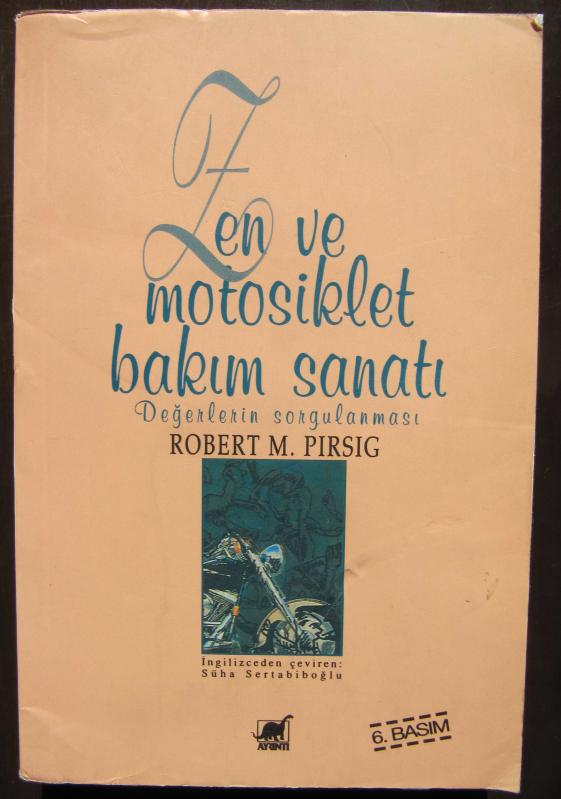 Zen ve
motosiklet
bakım sanatı
Değerlerin sorgulanması
ROBERT M. PIRSIG
İngilizceden çeviren:
Süha Sertabiboğlu
AYRINTI
6. BASIM